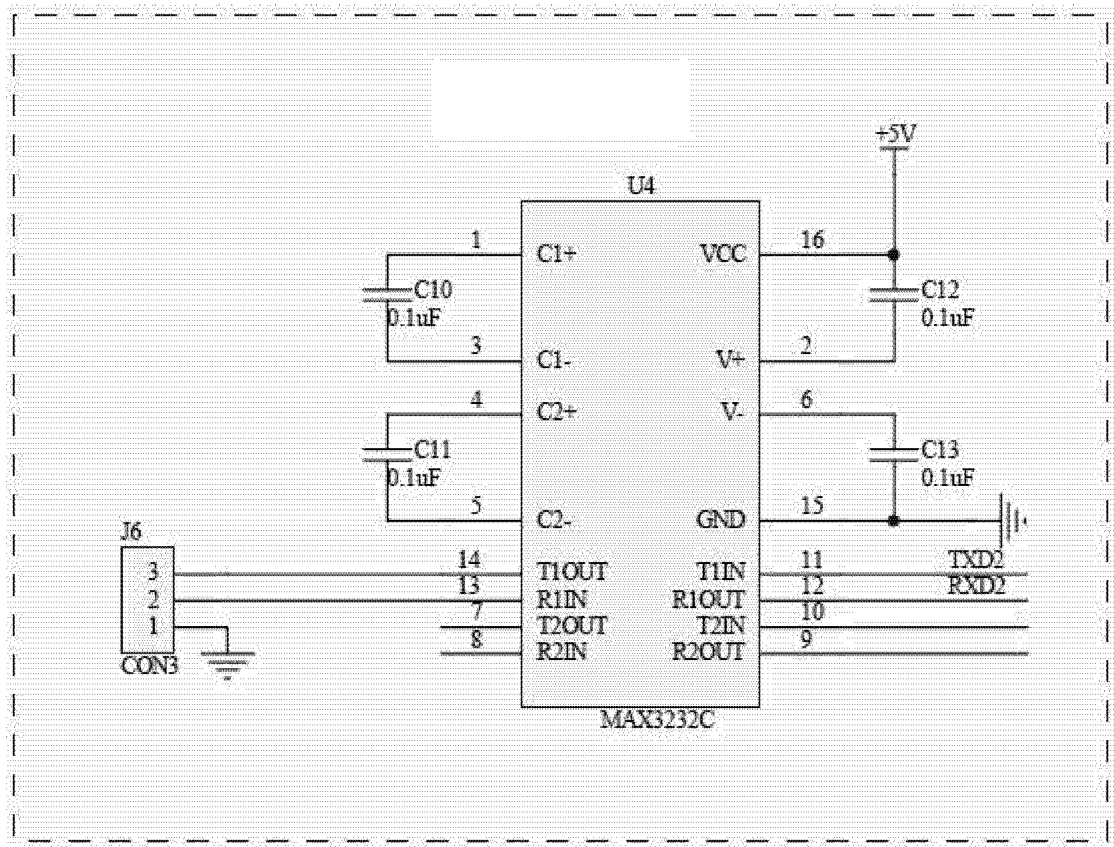 +5V
U4
1 C1+ VCC 16
C10 C12
0.1uF 0.1uF
3 C1- V+ 2
4 C2+ V- 6
C11 C13
0.1uF 0.1uF
5 C2- GND 15
J6
3 14 T1OUT T1IN 11 TXD2
2 13 R1IN R1OUT 12 RXD2
1 7 T2OUT T2IN 10
8 R2IN R2OUT 9
CON3
MAX3232C